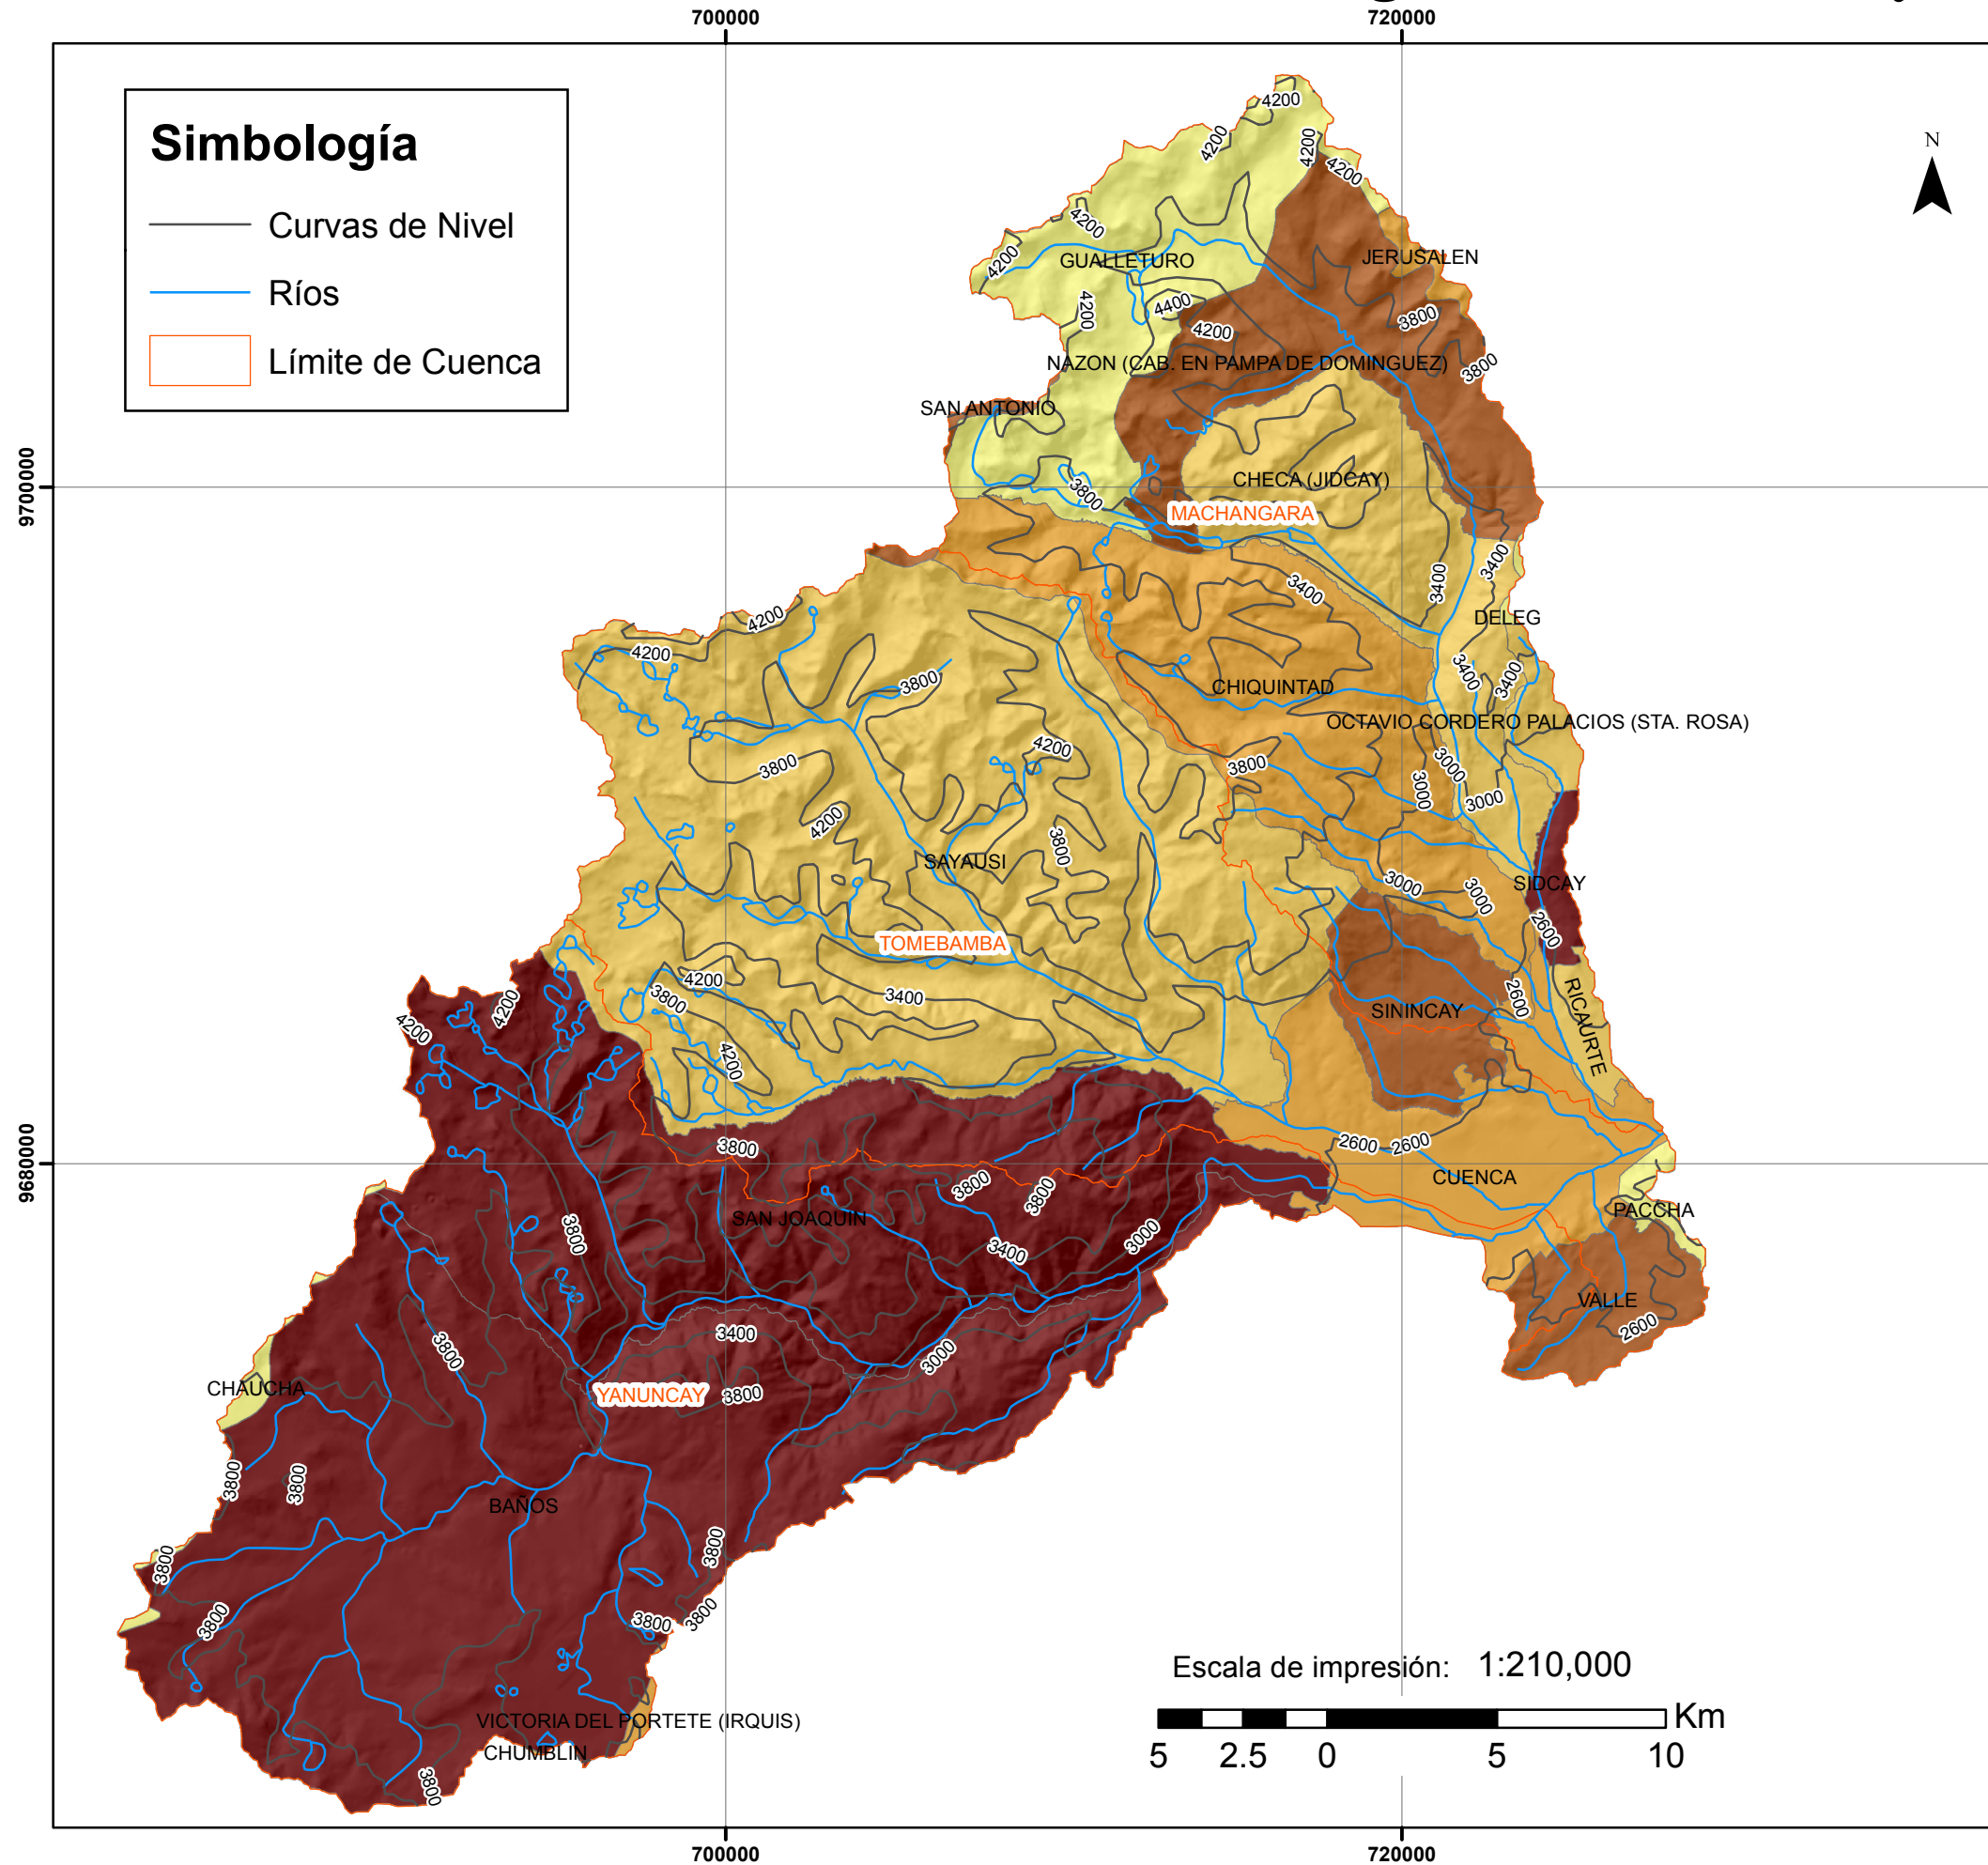 700000
720000
Simbología
Curvas de Nivel
Ríos
Límite de Cuenca
N
4200
4200
4200
4200
4200
4200
GUALLETURO
JERUSALEN
4200
4400
4200
3800
3800
NAZON (CAB. EN PAMPA DE DOMINGUEZ)
SAN ANTONIO
9700000
3800
CHECA (JIDCAY)
MACHANGARA
3400
3400
3400
DELEG
4200
4200
3800
3400
3400
CHIQUINTAD
OCTAVIO CORDERO PALACIOS (STA. ROSA)
4200
3800
3800
3000
3000
3000
4200
3800
SAYAUSI
3000
3000
SIDCAY
2600
TOMEBAMBA
4200
3800
3400
4200
4200
4200
2600
SININCAY
RICAURTE
9680000
3800
2600
2600
CUENCA
3800
3800
SAN JOAQUIN
PACCHA
3800
3400
3000
VALLE
2600
3800
3400
3000
CHAUCHA
YANUNCAY
3800
3800
3800
BAÑOS
3800
3800
3800
3800
3800
Escala de impresión: 1:210,000
Km
5 2.5 0 5 10
VICTORIA DEL PORTETE (IRQUIS)
CHUMBLIN
3800
700000
720000